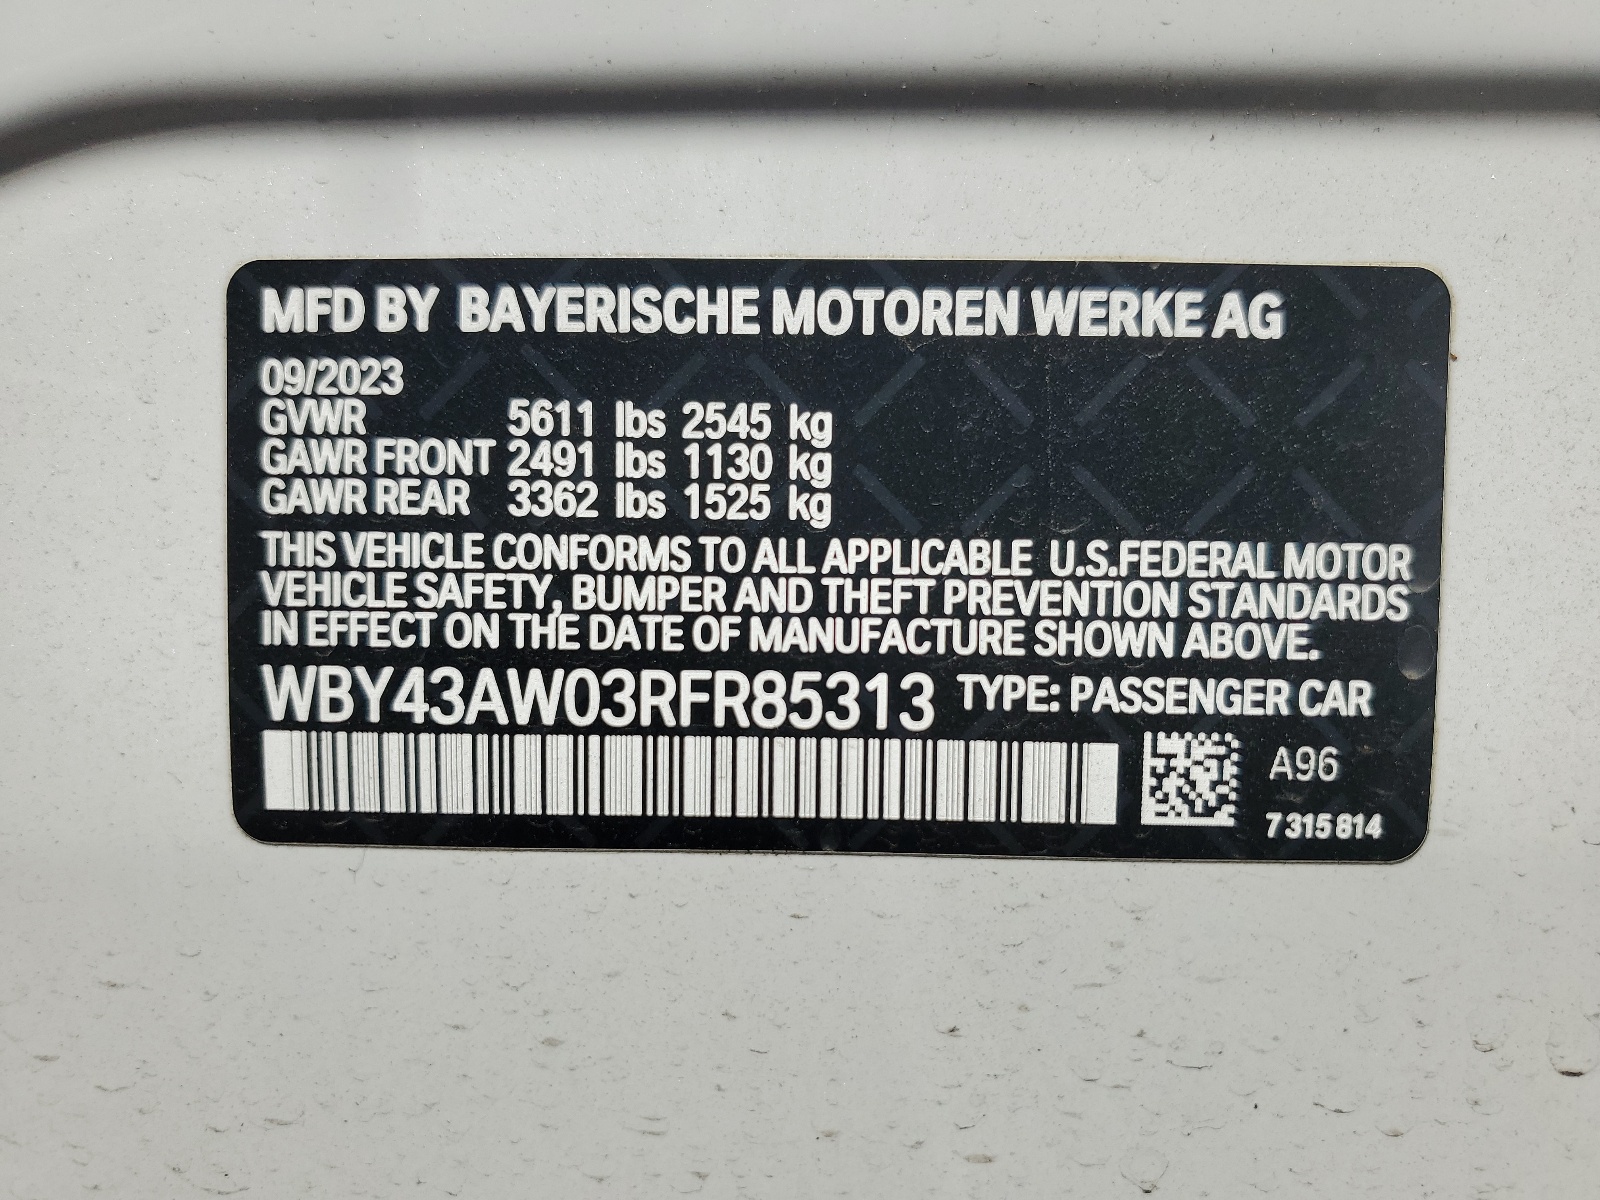 MFD BY BAYERISCHE MOTOREN WERKE AG
09/2023
GVWR 5611 lbs 2545 kg
GAWR FRONT 2491 lbs 1130 kg
GAWR REAR 3362 lbs 1525 kg
THIS VEHICLE CONFORMS TO ALL APPLICABLE U.S.FEDERAL MOTOR
VEHICLE SAFETY, BUMPER AND THEFT PREVENTION STANDARDS
IN EFFECT ON THE DATE OF MANUFACTURE SHOWN ABOVE.
WBY43AW03RFR85313 TYPE: PASSENGER CAR
A96
7 315 814